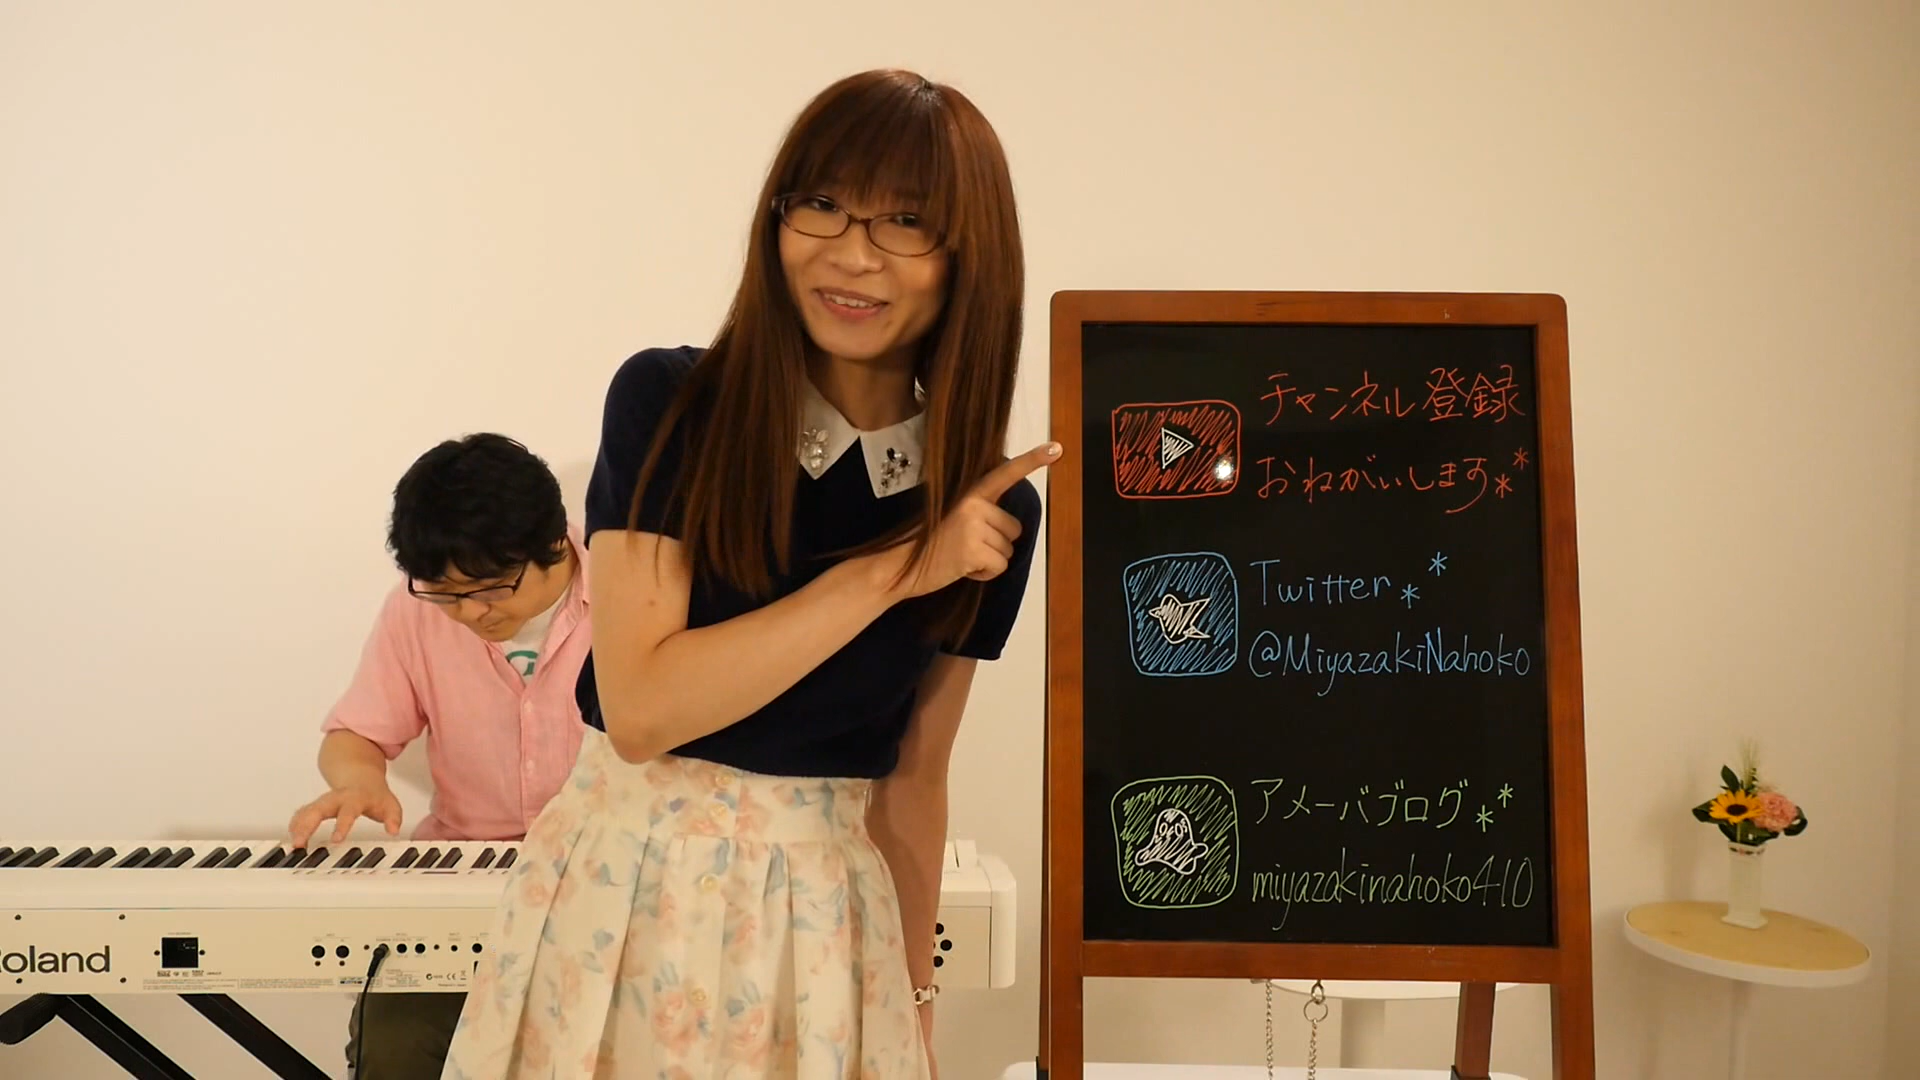 チャンネル登録
おねがいします**
Twitter**
@MiyazakiNahoko
アメーバブログ**
miyazakinahoko410
Roland